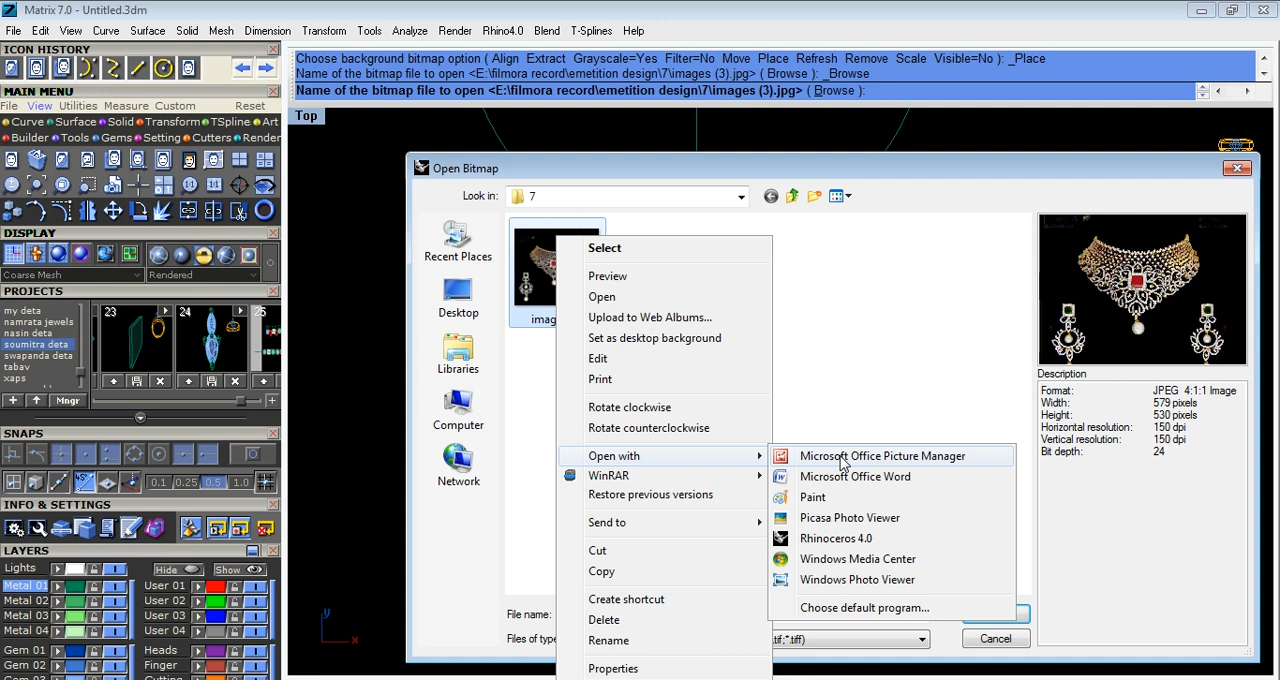 Matrix 7.0 - Untitled.3dm
File Edit View Curve Surface Solid Mesh Dimension Transform Tools Analyze Render Rhino4.0 Blend T-Splines Help
ICON HISTORY
MAIN MENU
File View Utilities Measure Custom Reset
Curve Surface Solid Transform TSpline Art
Builder Tools Gems Setting Cutters Render
DISPLAY
Coarse Mesh Rendered
PROJECTS
my deta
namrata jewels
nasin deta
soumitra deta
swapanda deta
tabav
xaps
23 24 25
Mngr
SNAPS
45°
0.1 0.25 0.5 1.0
INFO & SETTINGS
LAYERS
Lights Hide Show
Metal 01 User 01
Metal 02 User 02
Metal 03 User 03
Metal 04 User 04
Gem 01 Heads
Gem 02 Finger
Choose background bitmap option ( Align Extract Grayscale=Yes Filter=No Move Place Refresh Remove Scale Visible=No ): _Place
Name of the bitmap file to open <E:\filmora record\emetition design\7\images (3).jpg> ( Browse ): _Browse
Name of the bitmap file to open <E:\filmora record\emetition design\7\images (3).jpg> ( Browse ):
Top
Open Bitmap
Look in: 7
Recent Places
Desktop
Libraries
Computer
Network
imag
File name:
Files of type
.tif;*.tiff)
Cancel
Select
Preview
Open
Upload to Web Albums...
Set as desktop background
Edit
Print
Rotate clockwise
Rotate counterclockwise
Open with
WinRAR
Restore previous versions
Send to
Cut
Copy
Create shortcut
Delete
Rename
Properties
Microsoft Office Picture Manager
Microsoft Office Word
Paint
Picasa Photo Viewer
Rhinoceros 4.0
Windows Media Center
Windows Photo Viewer
Choose default program...
Description
Format: JPEG 4:1:1 Image
Width: 579 pixels
Height: 530 pixels
Horizontal resolution: 150 dpi
Vertical resolution: 150 dpi
Bit depth: 24
y
x